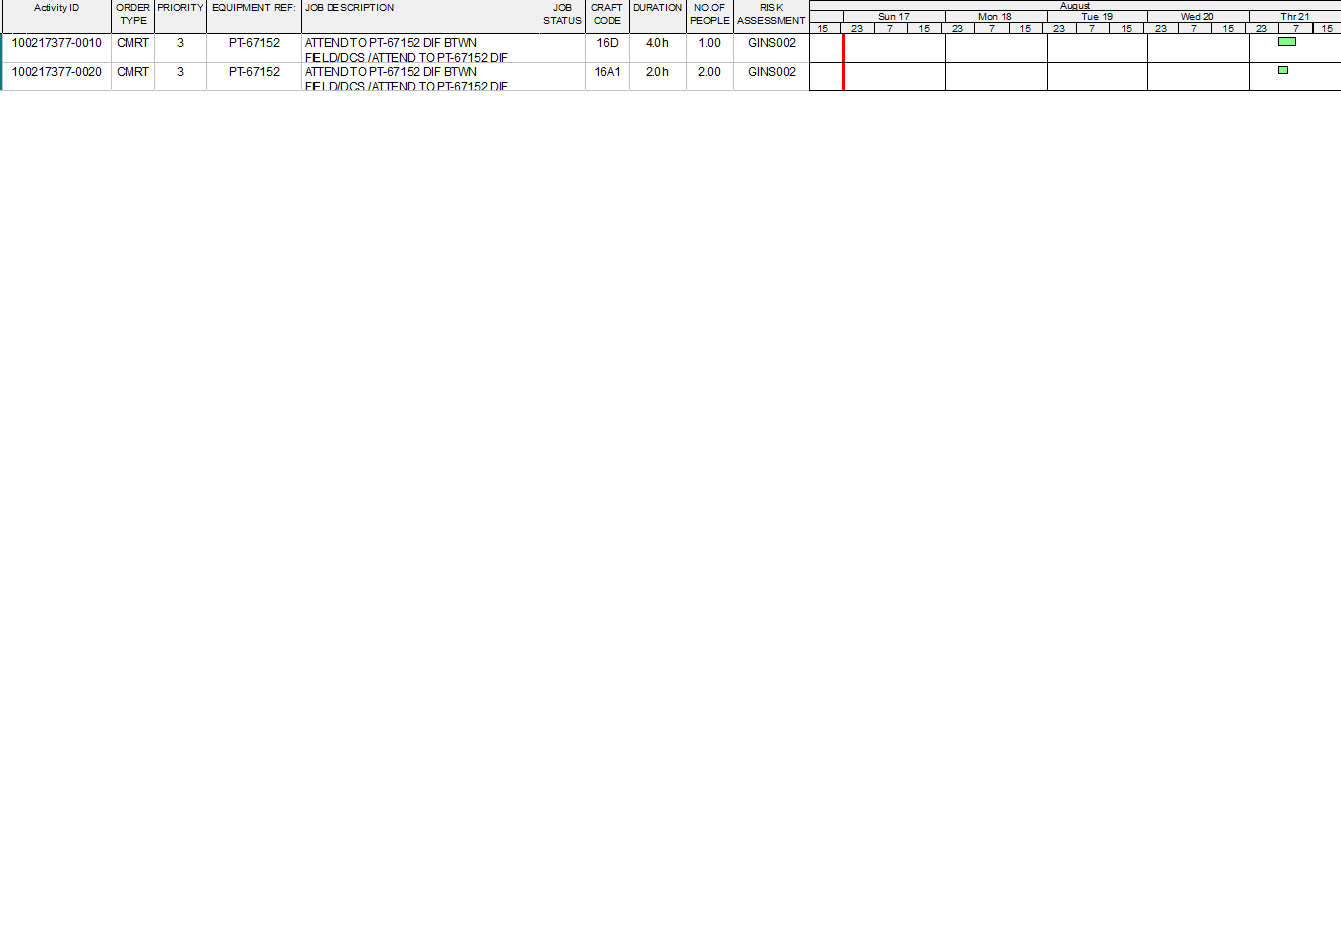 August
Activity ID ORDER TYPE PRIORITY EQUIPMENT REF: JOB DESCRIPTION JOB STATUS CRAFT CODE DURATION NO.OF PEOPLE RISK ASSESSMENT
Sun 17 Mon 18 Tue 19 Wed 20 Thr 21
15 23 7 15 23 7 15 23 7 15 23 7 15 23 7 15
100217377-0010 CMRT 3 PT-67152 ATTEND TO PT-67152 DIF BTWN 16D 4.0h 1.00 GINS002
FIELD/DCS /ATTEND TO PT-67152 DIF
100217377-0020 CMRT 3 PT-67152 ATTEND TO PT-67152 DIF BTWN 16A1 2.0h 2.00 GINS002
FIELD/DCS /ATTEND TO PT-67152 DIF